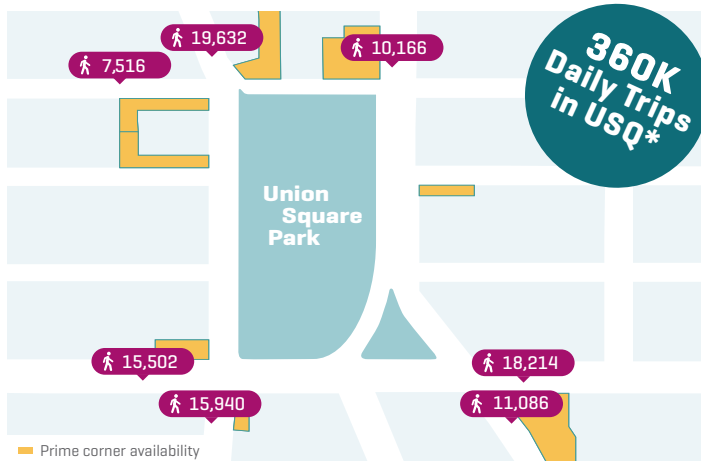 19,632
10,166
7,516
360K
Daily Trips
in USQ*
Union
Square
Park
15,502
18,214
15,940
11,086
Prime corner availability